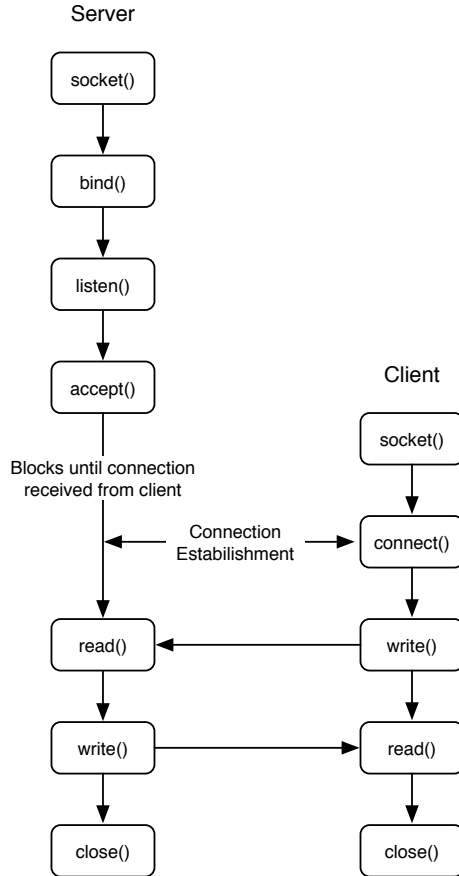 Server
socket()
bind()
listen()
accept()
Blocks until connection
received from client
Client
socket()
Connection
Estabilishment
connect()
read()
write()
write()
read()
close()
close()